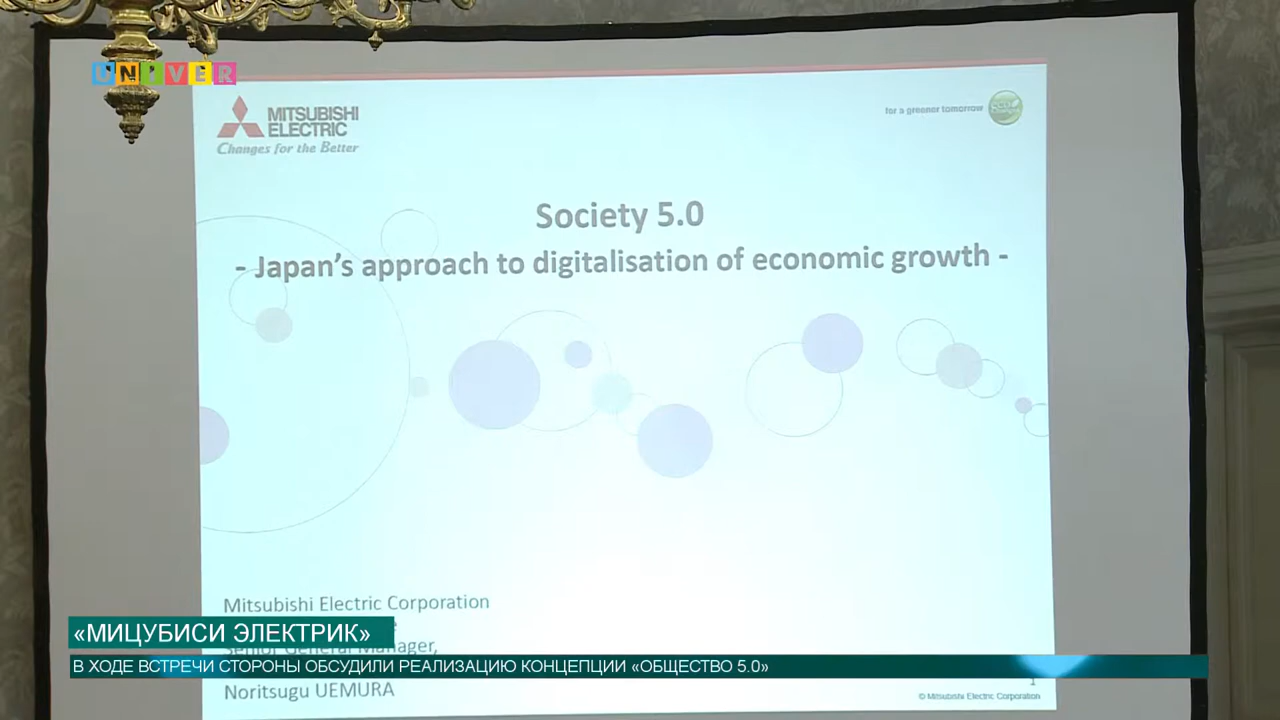 UNIVER
MITSUBISHI
ELECTRIC
Changes for the Better
for a greener tomorrow
Society 5.0
- Japan's approach to digitalisation of economic growth -
Mitsubishi Electric Corporation
Manager,
Noritsugu UEMURA
«МИЦУБИСИ ЭЛЕКТРИК»
В ХОДЕ ВСТРЕЧИ СТОРОНЫ ОБСУДИЛИ РЕАЛИЗАЦИЮ КОНЦЕПЦИИ «ОБЩЕСТВО 5.0»
1
© Mitsubishi Electric Corporation